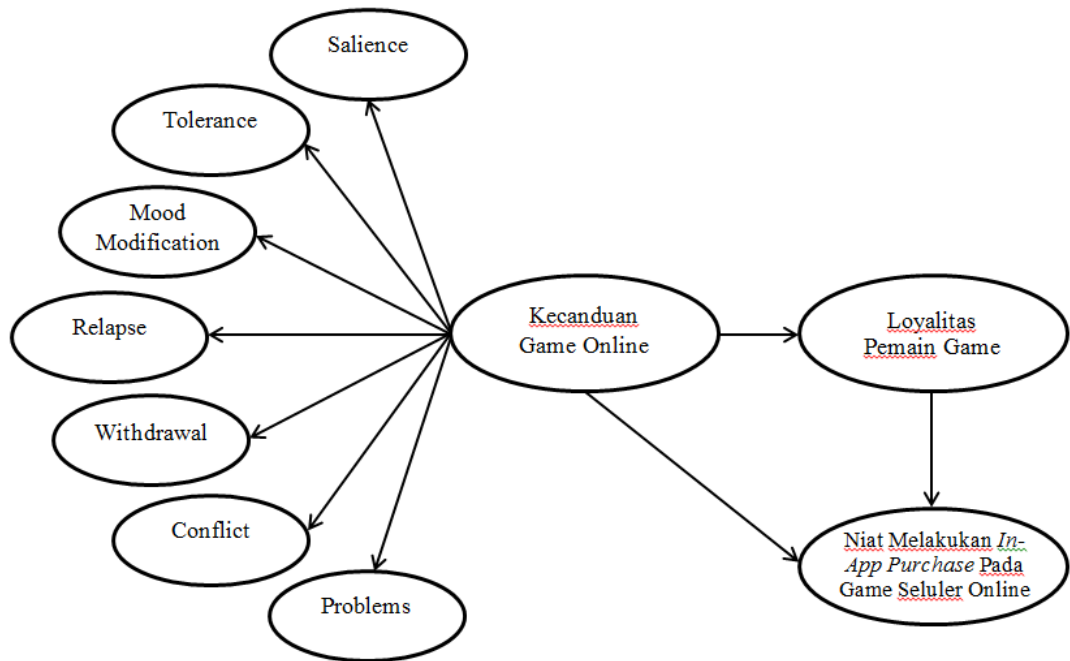 Salience
Tolerance
Mood
Modification
Relapse
Withdrawal
Conflict
Problems
Kecanduan
Game Online
Loyalitas
Pemain Game
Niat Melakukan In-
App Purchase Pada
Game Seluler Online